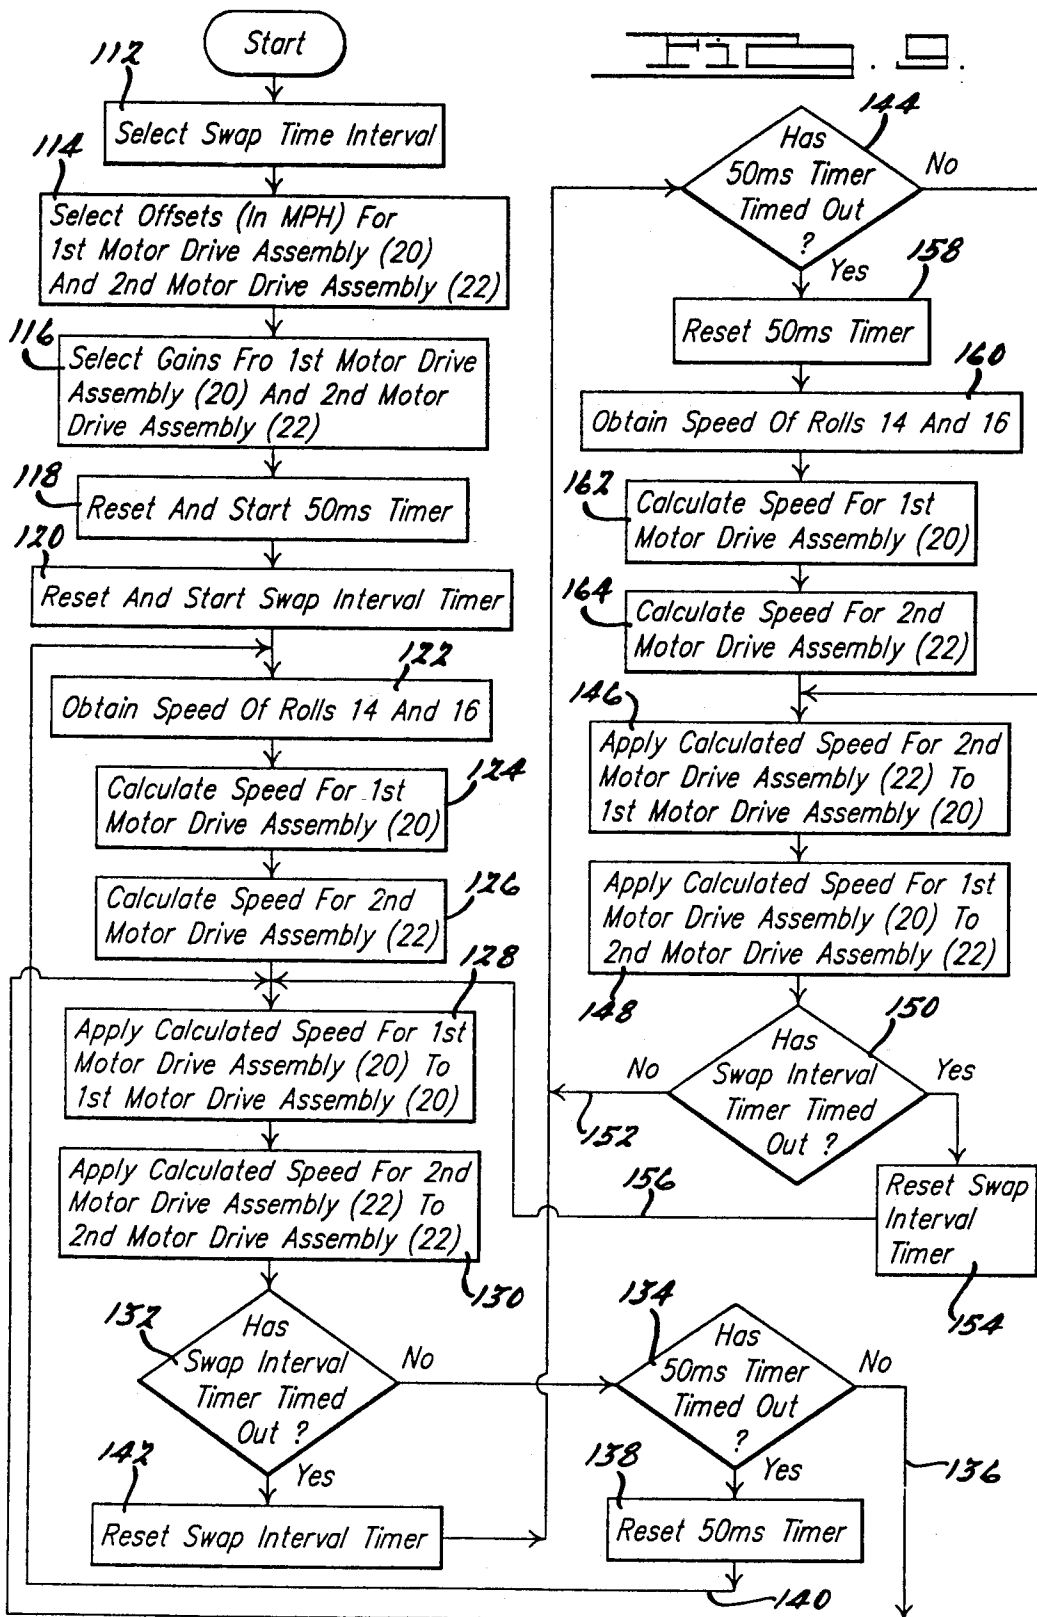 Start
112
Select Swap Time Interval
114
Select Offsets (In MPH) For
1st Motor Drive Assembly (20)
And 2nd Motor Drive Assembly (22)
116
Select Gains Fro 1st Motor Drive
Assembly (20) And 2nd Motor
Drive Assembly (22)
118
Reset And Start 50ms Timer
120
Reset And Start Swap Interval Timer
122
Obtain Speed Of Rolls 14 And 16
124
Calculate Speed For 1st
Motor Drive Assembly (20)
126
Calculate Speed For 2nd
Motor Drive Assembly (22)
128
Apply Calculated Speed For 1st
Motor Drive Assembly (20) To
1st Motor Drive Assembly (20)
Apply Calculated Speed For 2nd
Motor Drive Assembly (22) To
2nd Motor Drive Assembly (22)
130
132
Has
Swap Interval
Timer Timed
Out ?
No
Yes
142
Reset Swap Interval Timer
134
Has
50ms Timer
Timed Out
?
No
Yes
136
138
Reset 50ms Timer
140
144
Has
50ms Timer
Timed Out
?
No
Yes
158
Reset 50ms Timer
160
Obtain Speed Of Rolls 14 And 16
162
Calculate Speed For 1st
Motor Drive Assembly (20)
164
Calculate Speed For 2nd
Motor Drive Assembly (22)
146
Apply Calculated Speed For 2nd
Motor Drive Assembly (22) To
1st Motor Drive Assembly (20)
Apply Calculated Speed For 1st
Motor Drive Assembly (20) To
2nd Motor Drive Assembly (22)
148
150
Has
Swap Interval
Timer Timed
Out ?
No
Yes
152
156
Reset Swap
Interval
Timer
154